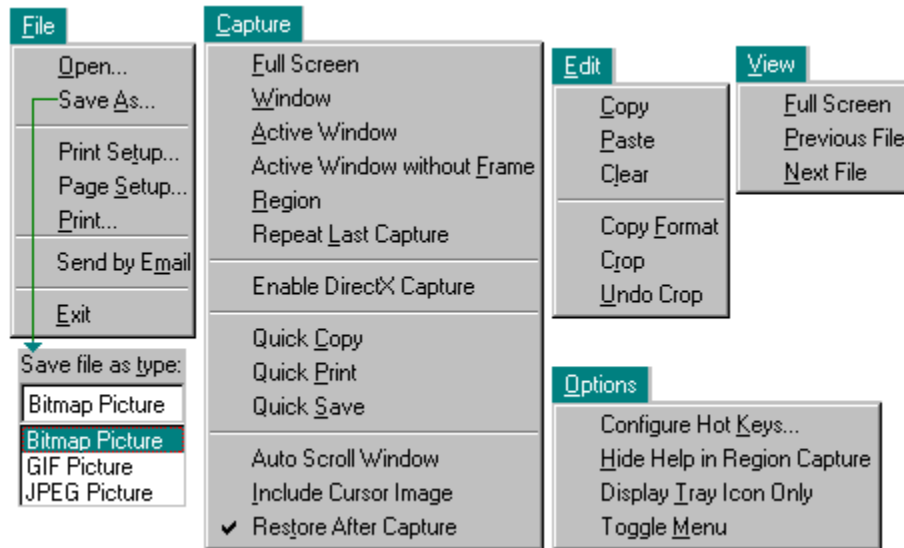 File
Open...
Save As...
Print Setup...
Page Setup...
Print...
Send by Email
Exit
Save file as type:
Bitmap Picture
Bitmap Picture
GIF Picture
JPEG Picture
Capture
Full Screen
Window
Active Window
Active Window without Frame
Region
Repeat Last Capture
Enable DirectX Capture
Quick Copy
Quick Print
Quick Save
Auto Scroll Window
Include Cursor Image
Restore After Capture
Edit
Copy
Paste
Clear
Copy Format
Crop
Undo Crop
View
Full Screen
Previous File
Next File
Options
Configure Hot Keys...
Hide Help in Region Capture
Display Tray Icon Only
Toggle Menu